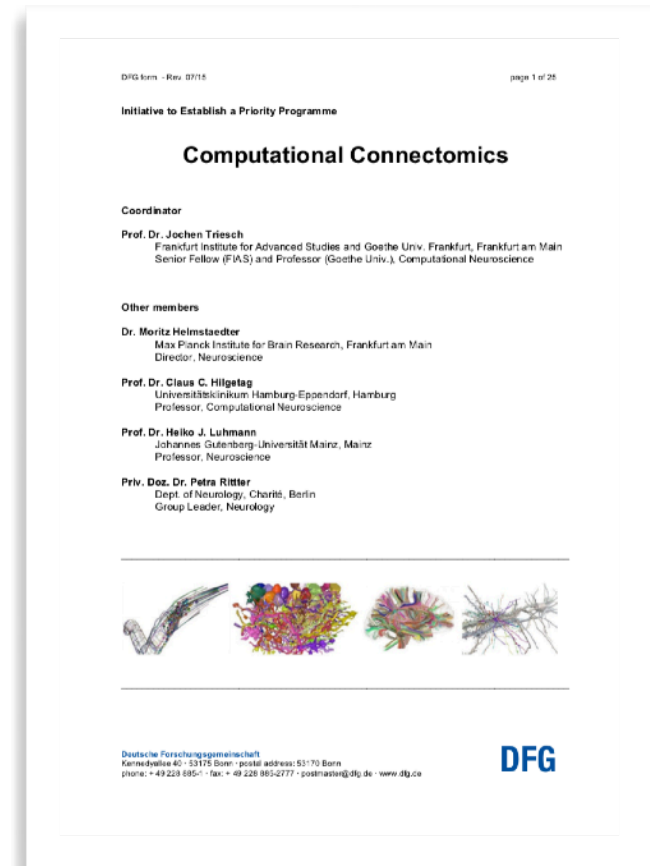 DFG form - Rev. 07/15 page 1 of 25
Initiative to Establish a Priority Programme
Computational Connectomics
Coordinator
Prof. Dr. Jochen Triesch
Frankfurt Institute for Advanced Studies and Goethe Univ. Frankfurt, Frankfurt am Main
Senior Fellow (FIAS) and Professor (Goethe Univ.), Computational Neuroscience
Other members
Dr. Moritz Helmstaedter
Max Planck Institute for Brain Research, Frankfurt am Main
Director, Neuroscience
Prof. Dr. Claus C. Hilgetag
Universitätsklinikum Hamburg-Eppendorf, Hamburg
Professor, Computational Neuroscience
Prof. Dr. Heiko J. Luhmann
Johannes Gutenberg-Universität Mainz, Mainz
Professor, Neuroscience
Priv. Doz. Dr. Petra Rittter
Dept. of Neurology, Charité, Berlin
Group Leader, Neurology
Deutsche Forschungsgemeinschaft
Kennedyallee 40 · 53175 Bonn · postal address: 53170 Bonn
phone: + 49 228 885-1 · fax: + 49 228 885-2777 · postmaster@dfg.de · www.dfg.de
DFG